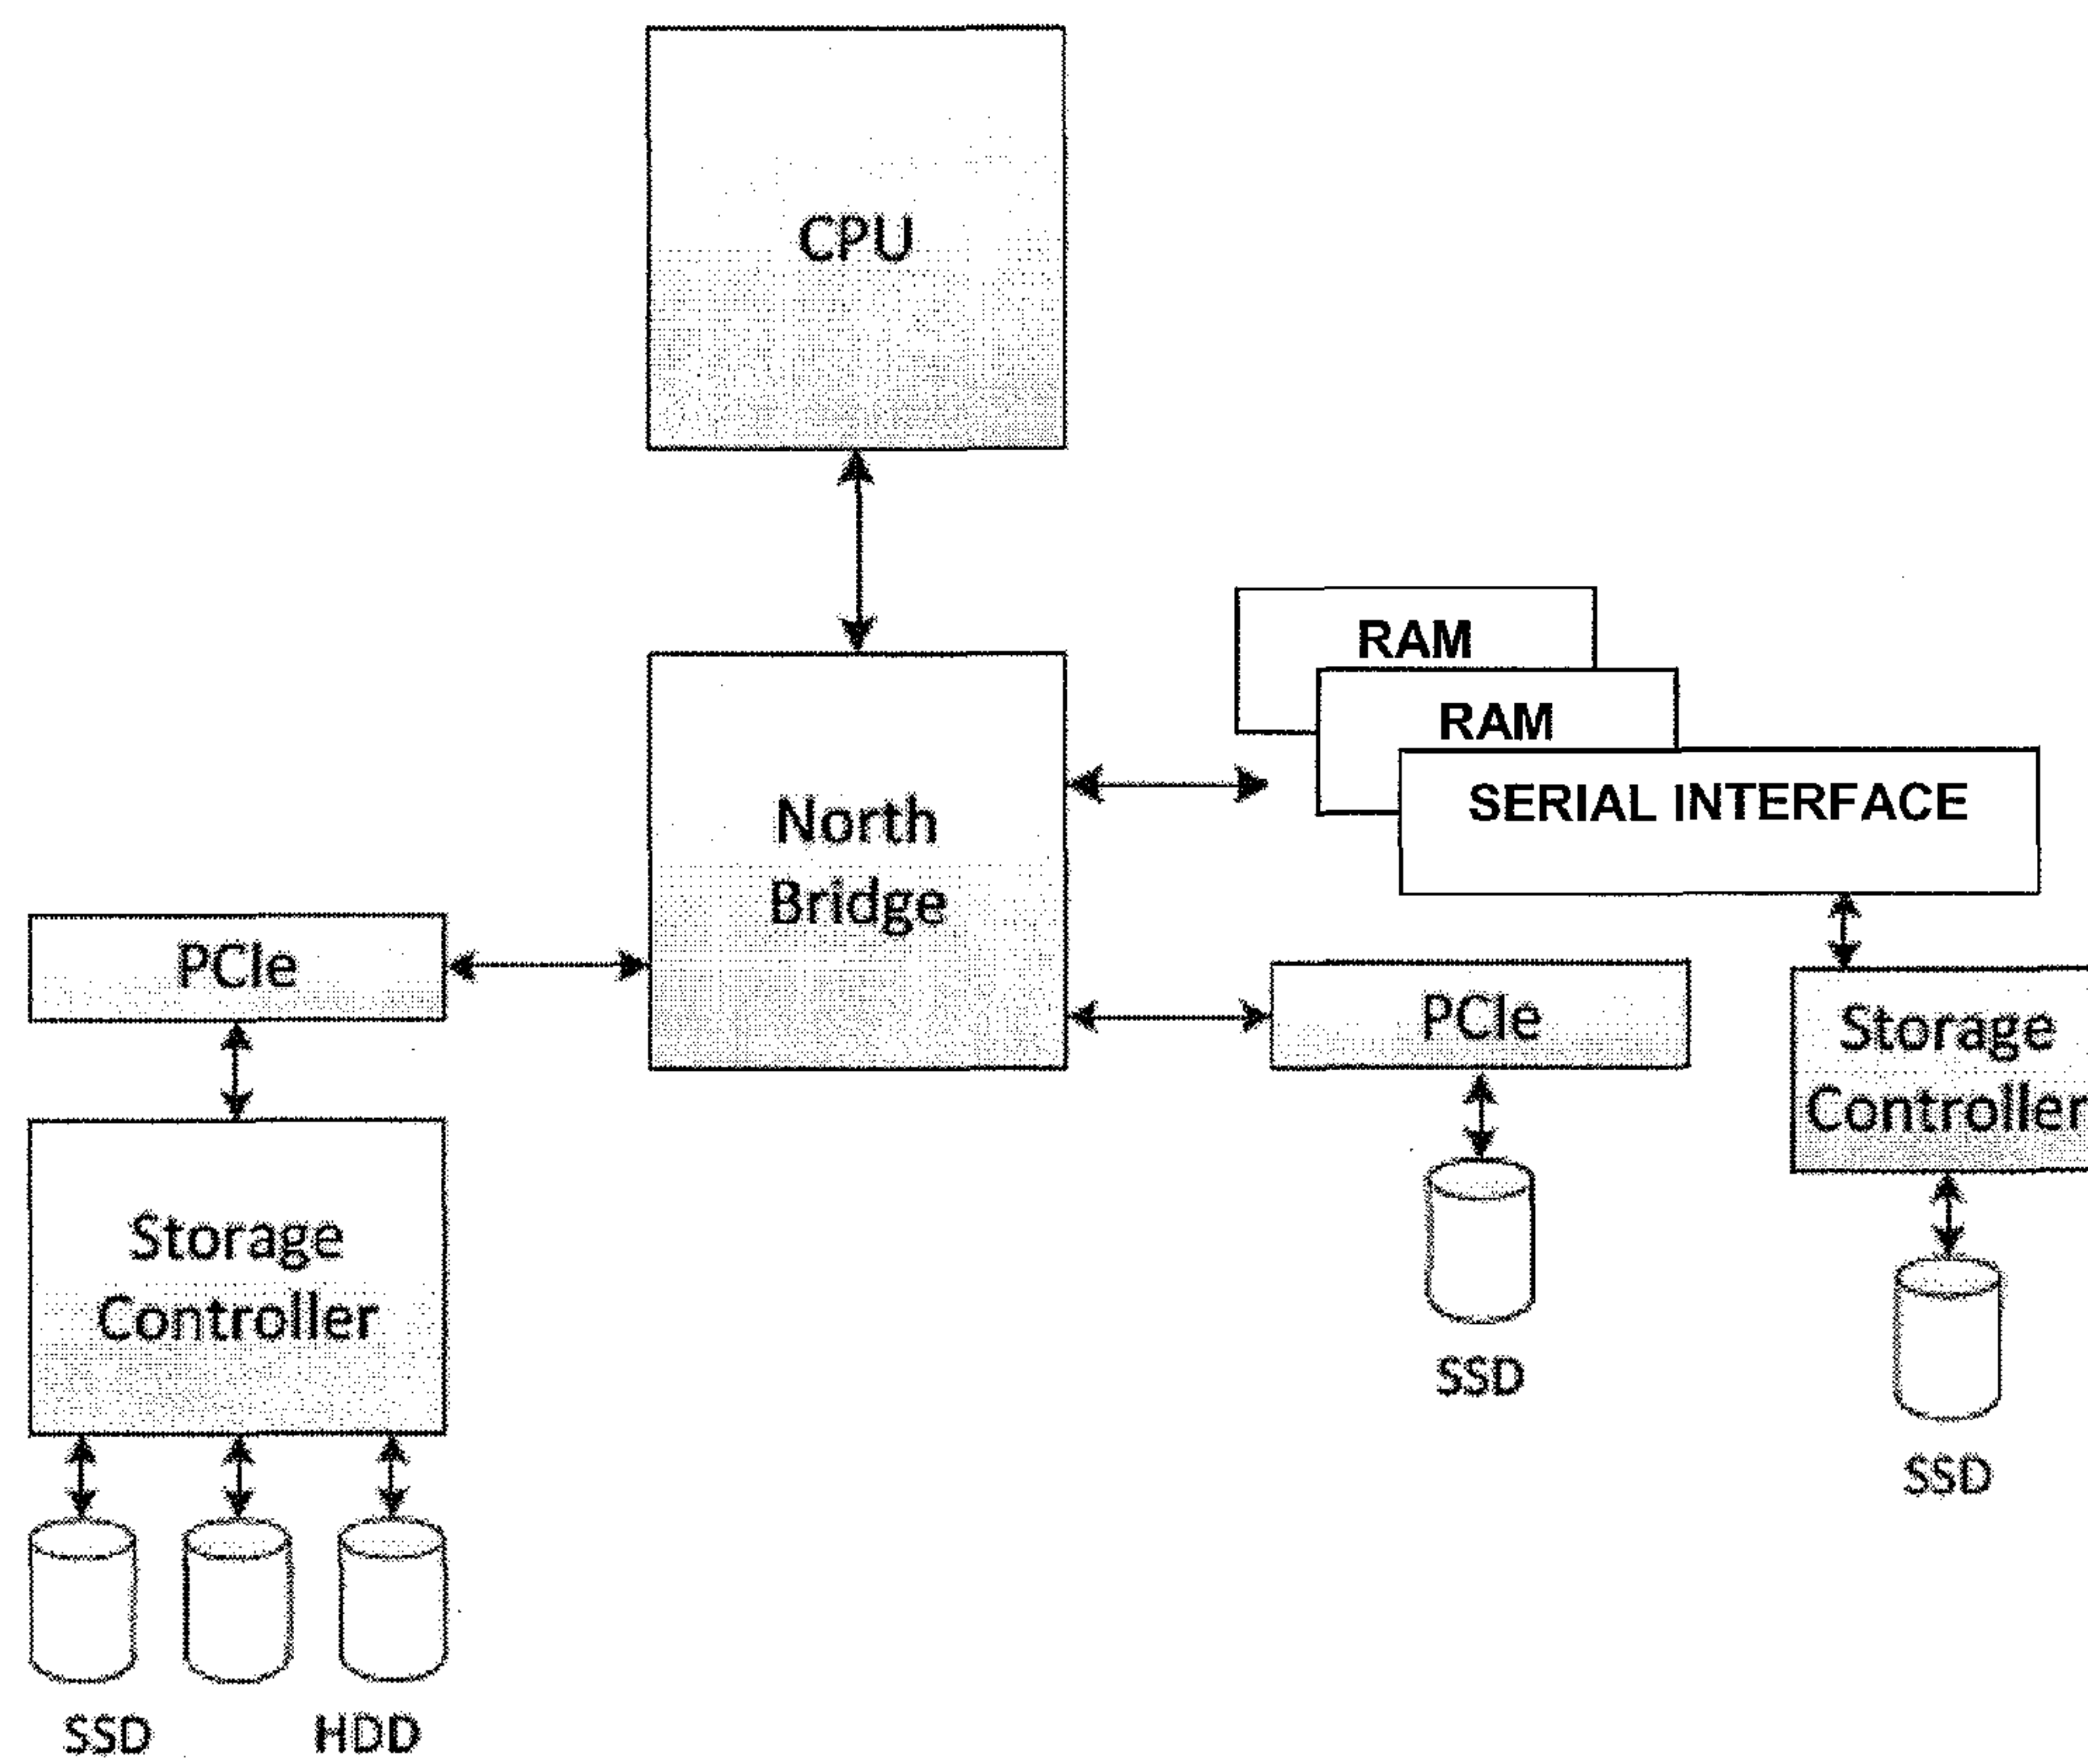 CPU
RAM
RAM
SERIAL INTERFACE
North
Bridge
PCIe
PCIe
Storage
Controller
Storage
Controller
SSD
SSD
SSD
HDD